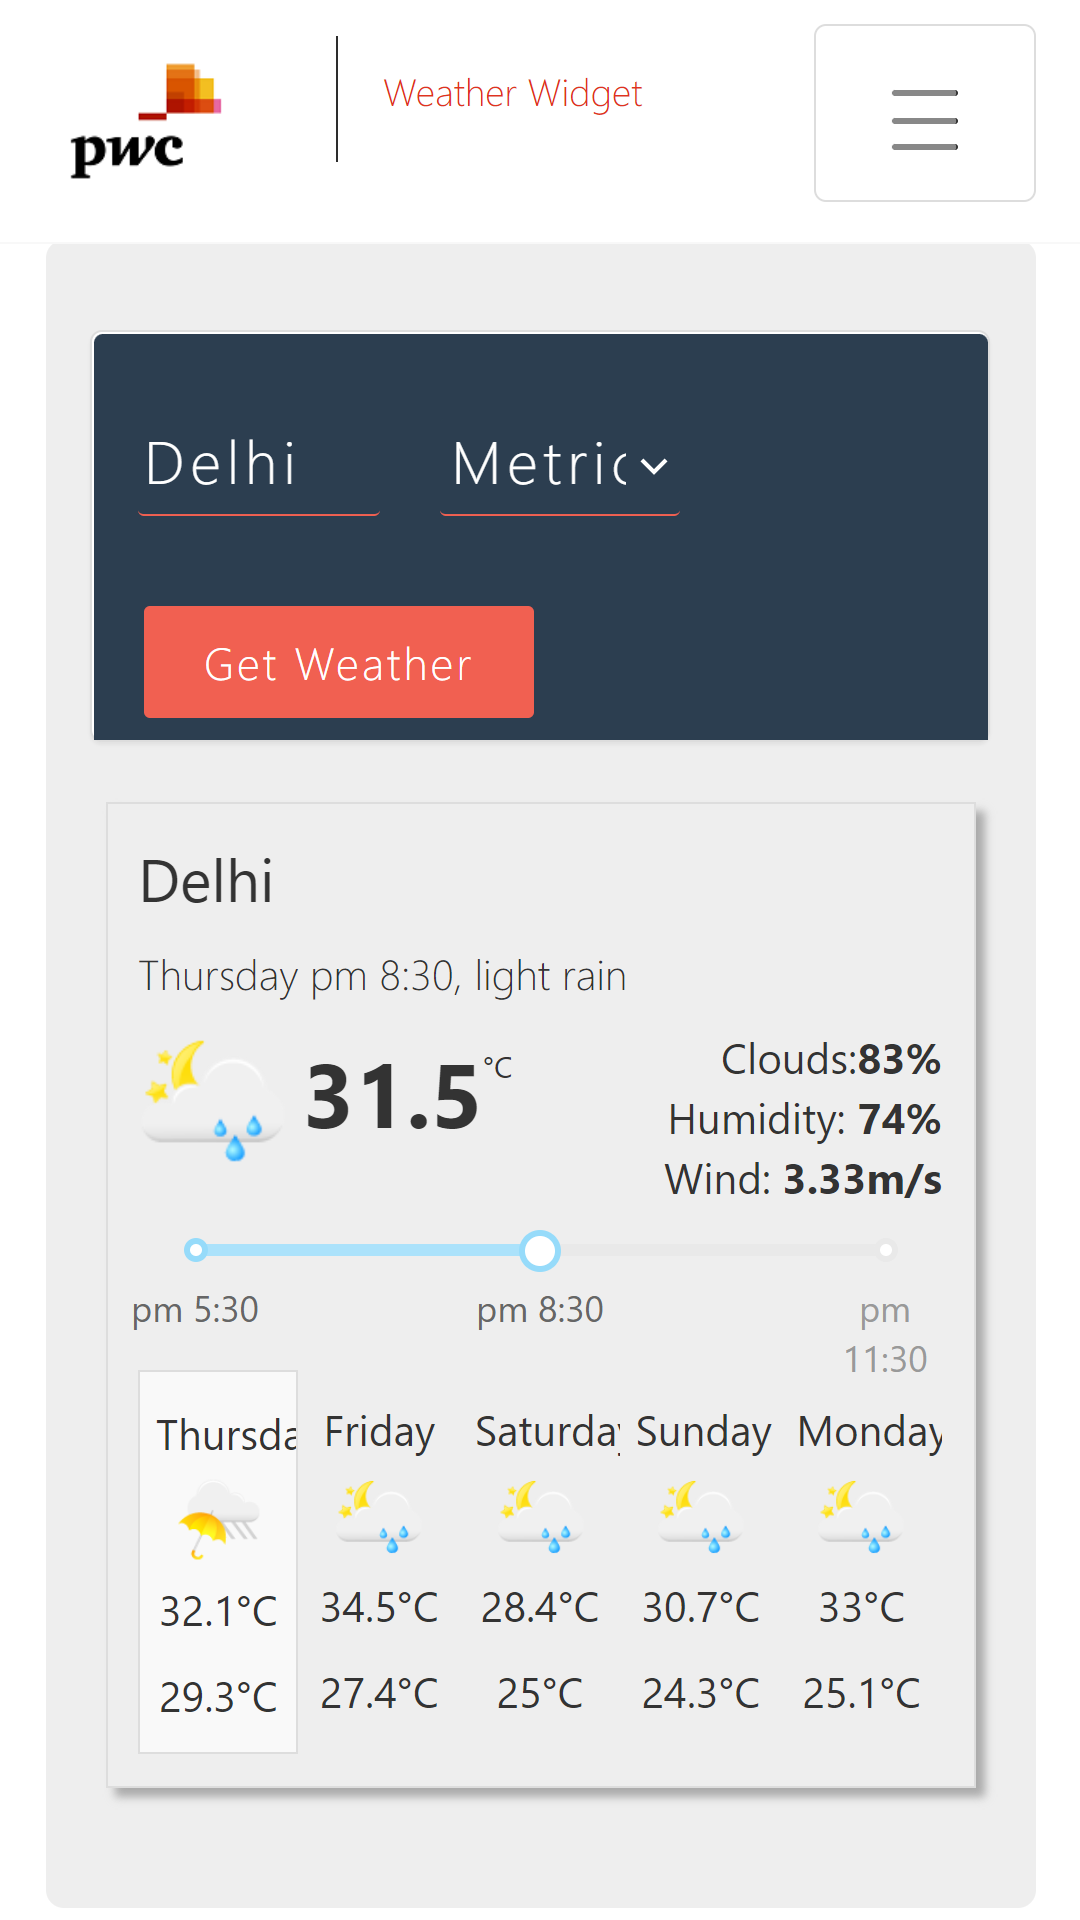 pwc
Weather Widget
Delhi
Metric
Get Weather
Delhi
Thursday pm 8:30, light rain
31.5 °C
Clouds:83%
Humidity: 74%
Wind: 3.33m/s
pm 5:30 pm 8:30 pm
11:30
Thursda Friday Saturday Sunday Monday
32.1°C 34.5°C 28.4°C 30.7°C 33°C
29.3°C 27.4°C 25°C 24.3°C 25.1°C